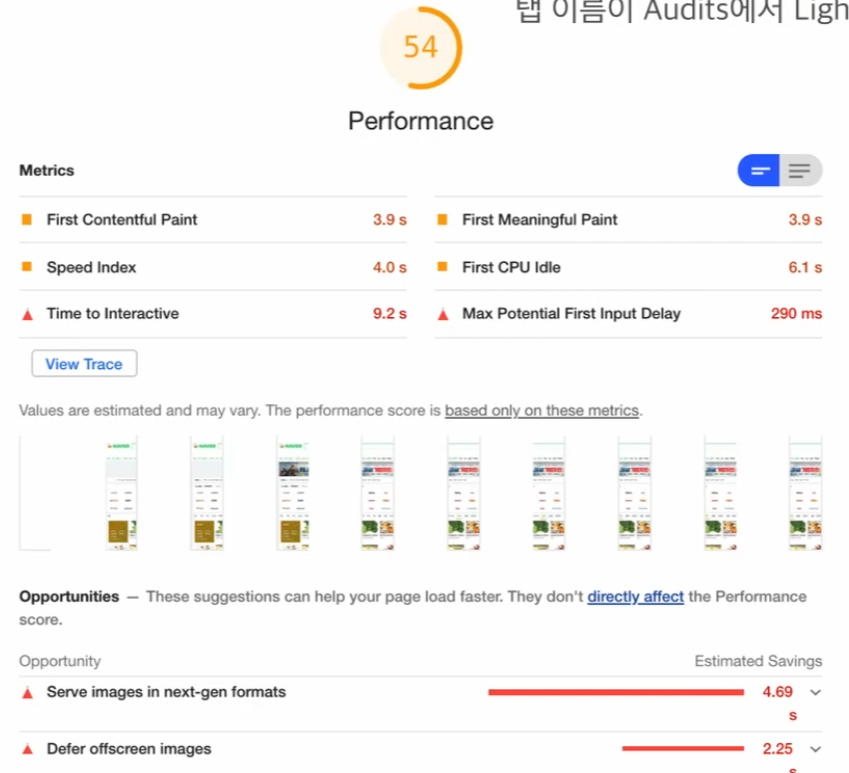 탭 이름이 Audits에서 Ligh
54
Performance
Metrics
First Contentful Paint 3.9 s
First Meaningful Paint 3.9 s
Speed Index 4.0 s
First CPU Idle 6.1 s
Time to Interactive 9.2 s
Max Potential First Input Delay 290 ms
View Trace
Values are estimated and may vary. The performance score is based only on these metrics.
Opportunities — These suggestions can help your page load faster. They don't directly affect the Performance
score.
Opportunity Estimated Savings
Serve images in next-gen formats 4.69
s
Defer offscreen images 2.25
s